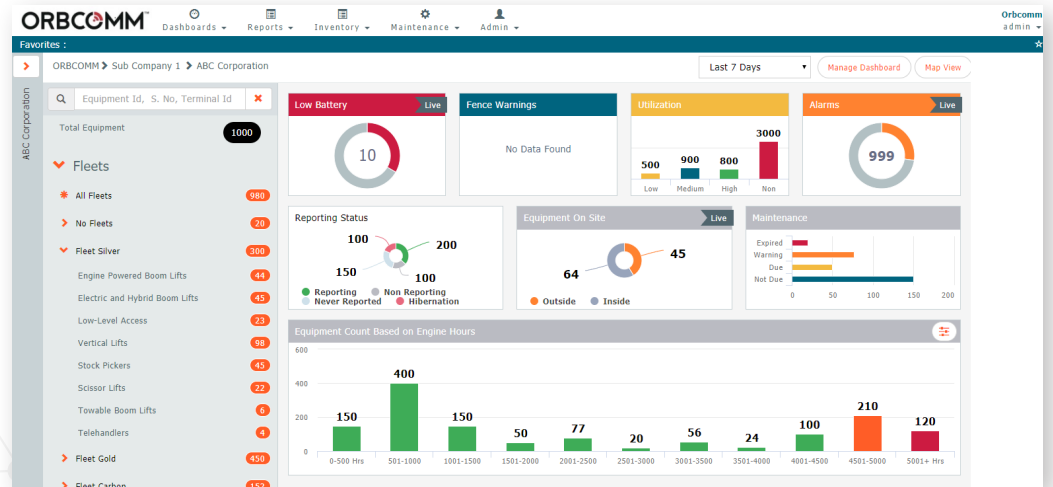 ORBCOMM™
Dashboards
Reports
Inventory
Maintenance
Admin
Orbcomm
admin
Favorites :
ORBCOMM > Sub Company 1 > ABC Corporation
Last 7 Days
Manage Dashboard
Map View
ABC Corporation
Equipment Id, S. No, Terminal Id
Total Equipment
1000
Fleets
All Fleets 980
No Fleets 20
Fleet Silver 300
Engine Powered Boom Lifts 44
Electric and Hybrid Boom Lifts 45
Low-Level Access 23
Vertical Lifts 98
Stock Pickers 45
Scissor Lifts 22
Towable Boom Lifts 6
Telehandlers 4
Fleet Gold 450
Fleet Carbon 152
Low Battery
Live
10
Fence Warnings
No Data Found
Utilization
3000
500 900 800
Low Medium High Non
Alarms
Live
999
Reporting Status
100 200
150 100
Reporting Non Reporting
Never Reported Hibernation
Equipment On Site
Live
45
64
Outside Inside
Maintenance
Expired
Warning
Due
Not Due
0 50 100 150 200
Equipment Count Based on Engine Hours
600
400
200
0
150 400 150 50 77 20 56 24 100 210 120
0-500 Hrs 501-1000 1001-1500 1501-2000 2001-2500 2501-3000 3001-3500 3501-4000 4001-4500 4501-5000 5001+ Hrs